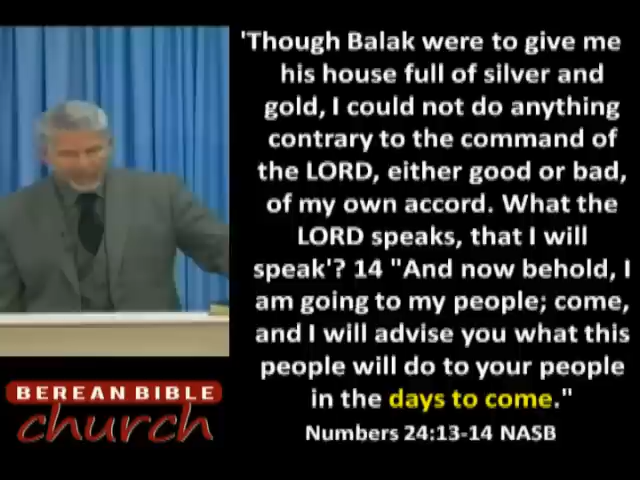 'Though Balak were to give me
his house full of silver and
gold, I could not do anything
contrary to the command of
the LORD, either good or bad,
of my own accord. What the
LORD speaks, that I will
speak'? 14 "And now behold, I
am going to my people; come,
and I will advise you what this
people will do to your people
in the days to come."
Numbers 24:13-14 NASB
BEREAN BIBLE
church